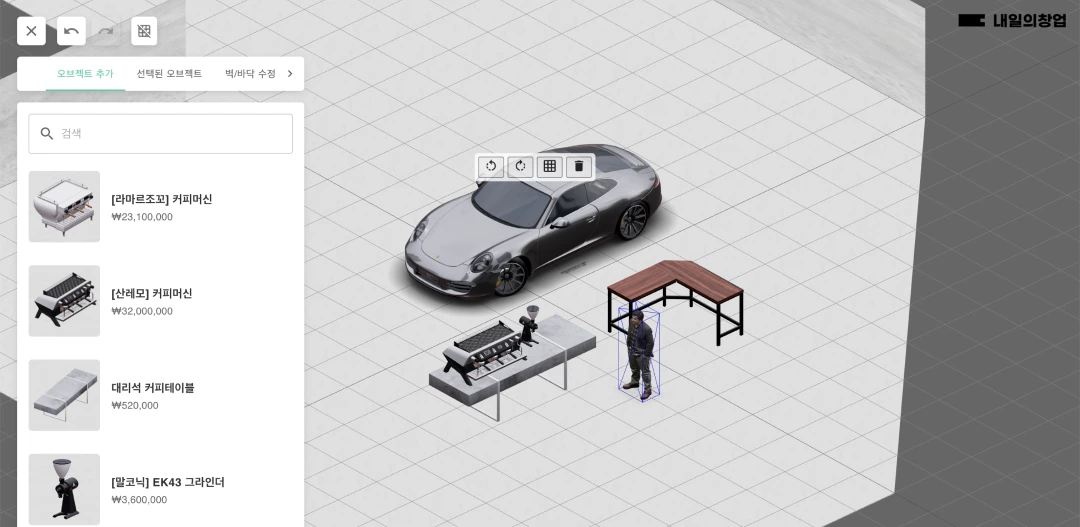 내일의창업
오브젝트 추가
선택된 오브젝트
벽/바닥 수정
검색
[라마르조꼬] 커피머신
₩23,100,000
[산레모] 커피머신
₩32,000,000
대리석 커피테이블
₩520,000
[말코닉] EK43 그라인더
₩3,600,000